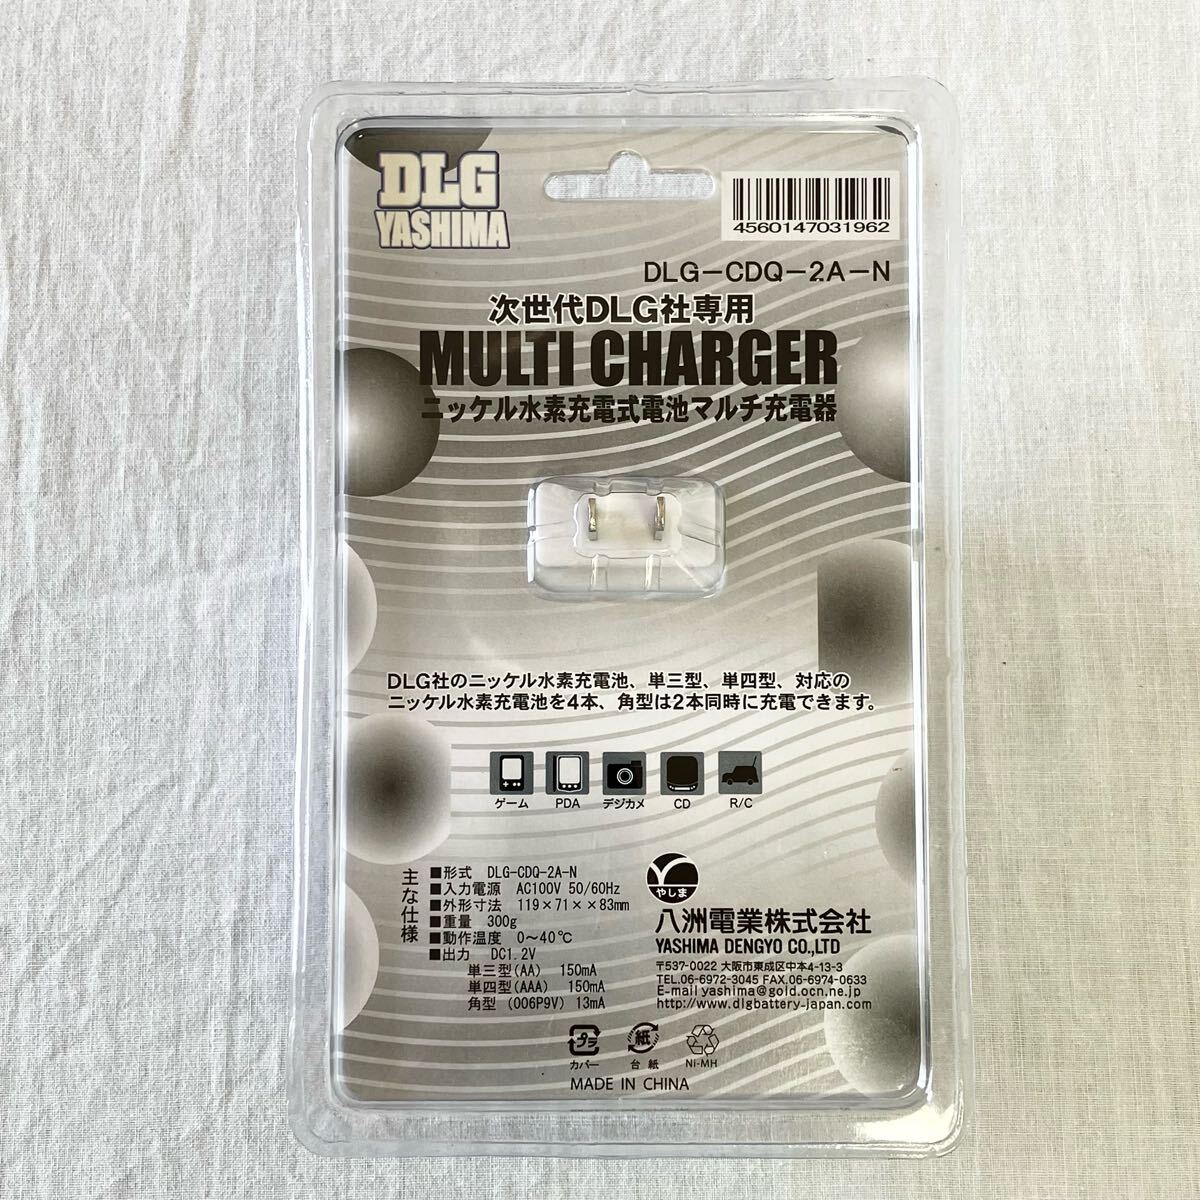 DLG
YASHIMA
4560147031962
DLG-CDQ-2A-N
次世代DLG社専用
MULTI CHARGER
ニッケル水素充電式電池マルチ充電器
DLG社のニッケル水素充電池、単三型、単四型、対応の
ニッケル水素充電池を4本、角型は2本同時に充電できます。
ゲーム PDA デジカメ CD R/C
主な仕様
■形式 DLG-CDQ-2A-N
■入力電源 AC100V 50/60Hz
■外形寸法 119×71××83mm
■重量 300g
■動作温度 0～40℃
■出力 DC1.2V
単三型(AA) 150mA
単四型(AAA) 150mA
角型 (006P9V) 13mA
やしま
八洲電業株式会社
YASHIMA DENGYO CO.,LTD
〒537-0022 大阪市東成区中本4-13-3
TEL.06-6972-3045 FAX.06-6974-0633
E-mail yashima@gold.ocn.ne.jp
http://www.dlgbattery-japan.com
プラ 紙
カバー 台紙 Ni-MH
MADE IN CHINA